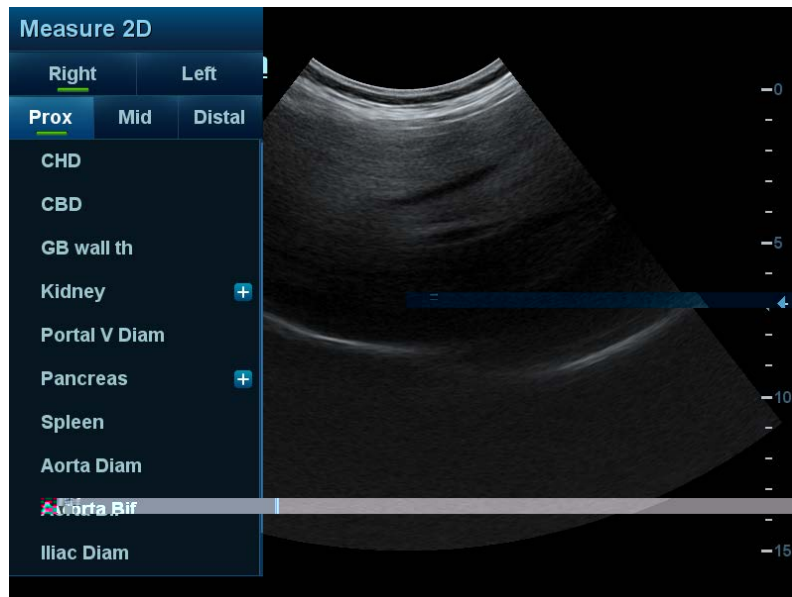 Measure 2D
Right Left
Prox Mid Distal
0
CHD
CBD
GB wall th
5
Kidney +
Portal V Diam
Pancreas +
10
Spleen
Aorta Diam
Aorta Bif
Iliac Diam
15